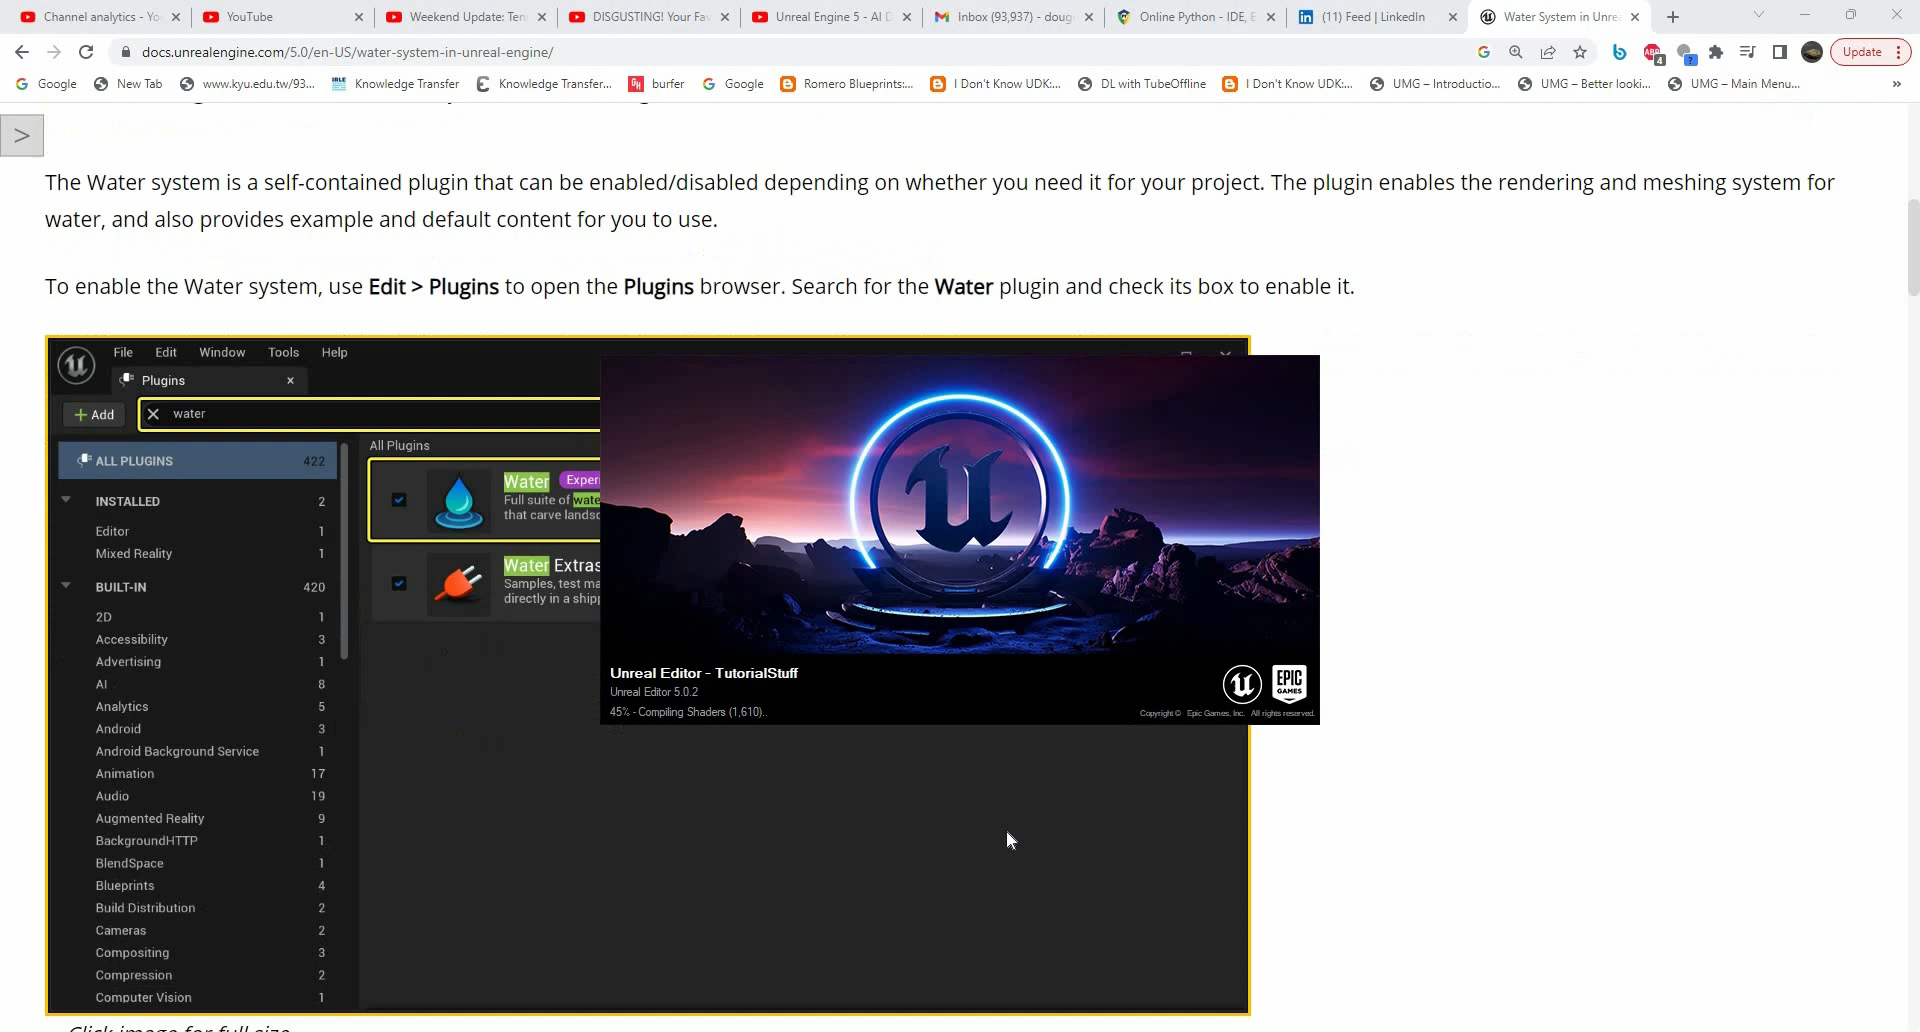 Channel analytics - Yo
YouTube
Weekend Update: Ten
DISGUSTING! Your Fav
Unreal Engine 5 - AI D
Inbox (93,937) - doug
Online Python - IDE, E
(11) Feed | LinkedIn
Water System in Unre
docs.unrealengine.com/5.0/en-US/water-system-in-unreal-engine/
Update
Google
New Tab
www.kyu.edu.tw/93...
Knowledge Transfer
Knowledge Transfer...
burfer
Google
Romero Blueprints:...
I Don't Know UDK:...
DL with TubeOffline
I Don't Know UDK:...
UMG – Introductio...
UMG – Better looki...
UMG – Main Menu...
»
>
The Water system is a self-contained plugin that can be enabled/disabled depending on whether you need it for your project. The plugin enables the rendering and meshing system for
water, and also provides example and default content for you to use.
To enable the Water system, use Edit > Plugins to open the Plugins browser. Search for the Water plugin and check its box to enable it.
File Edit Window Tools Help
Plugins
+ Add
water
ALL PLUGINS 422
INSTALLED 2
Editor 1
Mixed Reality 1
BUILT-IN 420
2D 1
Accessibility 3
Advertising 1
AI 8
Analytics 5
Android 3
Android Background Service 1
Animation 17
Audio 19
Augmented Reality 9
BackgroundHTTP 1
BlendSpace 1
Blueprints 4
Build Distribution 2
Cameras 2
Compositing 3
Compression 2
Computer Vision 1
All Plugins
Water Experi
Full suite of wate
that carve landsc
Water Extras
Samples, test ma
directly in a shipp
Unreal Editor - TutorialStuff
Unreal Editor 5.0.2
45% - Compiling Shaders (1,610)..
EPIC
GAMES
Copyright © Epic Games, Inc. All rights reserved.
Click image for full size